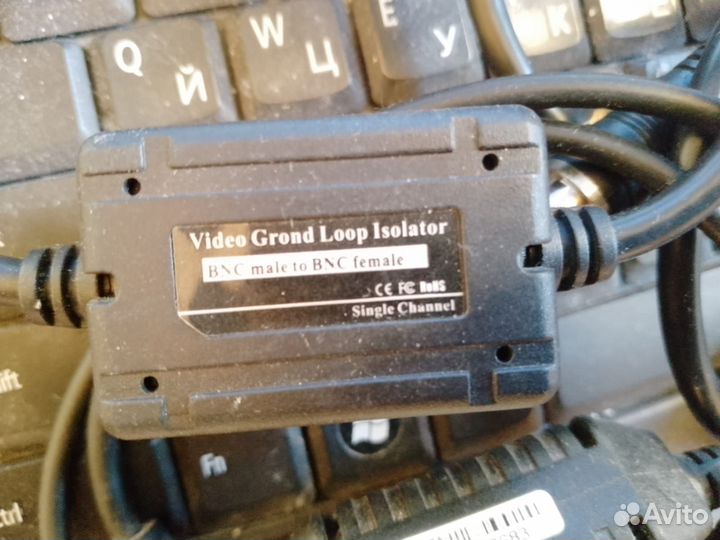 Q
Й
W
Ц
E
У
Video Grond Loop Isolator
BNC male to BNC female
CE FC RoHS
Single Channel
Fn
Avito